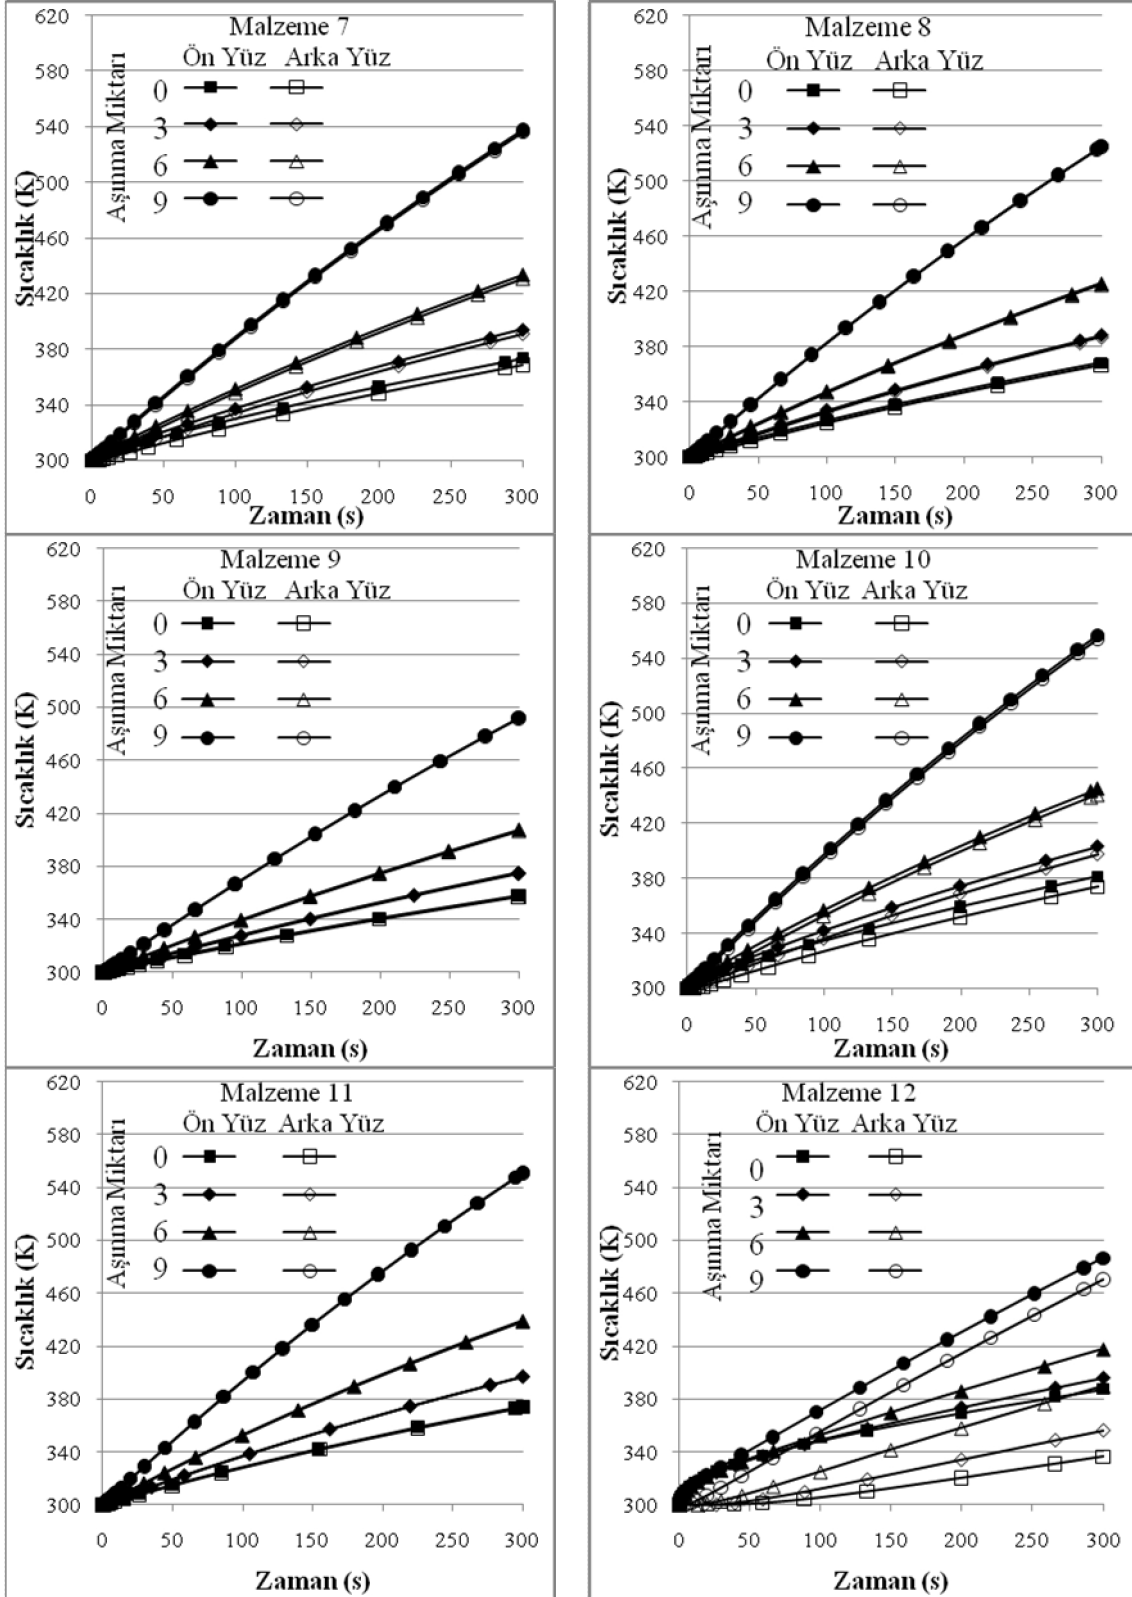 Malzeme 7
Ön Yüz Arka Yüz
Aşınma Miktarı
0
3
6
9
Sıcaklık (K)
620
580
540
500
460
420
380
340
300
0 50 100 150 200 250 300
Zaman (s)
Malzeme 8
Ön Yüz Arka Yüz
Aşınma Miktarı
0
3
6
9
Sıcaklık (K)
620
580
540
500
460
420
380
340
300
0 50 100 150 200 250 300
Zaman (s)
Malzeme 9
Ön Yüz Arka Yüz
Aşınma Miktarı
0
3
6
9
Sıcaklık (K)
620
580
540
500
460
420
380
340
300
0 50 100 150 200 250 300
Zaman (s)
Malzeme 10
Ön Yüz Arka Yüz
Aşınma Miktarı
0
3
6
9
Sıcaklık (K)
620
580
540
500
460
420
380
340
300
0 50 100 150 200 250 300
Zaman (s)
Malzeme 11
Ön Yüz Arka Yüz
Aşınma Miktarı
0
3
6
9
Sıcaklık (K)
620
580
540
500
460
420
380
340
300
0 50 100 150 200 250 300
Zaman (s)
Malzeme 12
Ön Yüz Arka Yüz
Aşınma Miktarı
0
3
6
9
Sıcaklık (K)
620
580
540
500
460
420
380
340
300
0 50 100 150 200 250 300
Zaman (s)